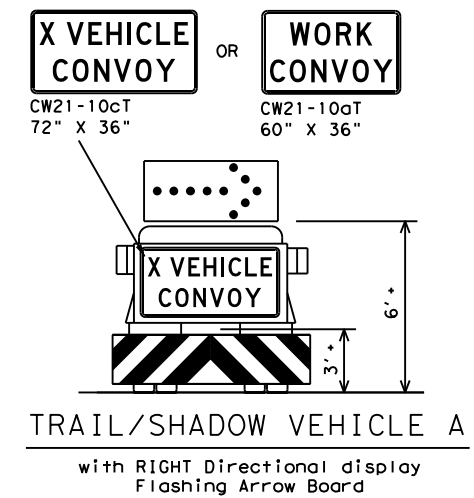 X VEHICLE
CONVOY
OR
WORK
CONVOY
CW21-10cT
72" X 36"
CW21-10aT
60" X 36"
X VEHICLE
CONVOY
6'+
3'+
TRAIL/SHADOW VEHICLE A
with RIGHT Directional display
Flashing Arrow Board